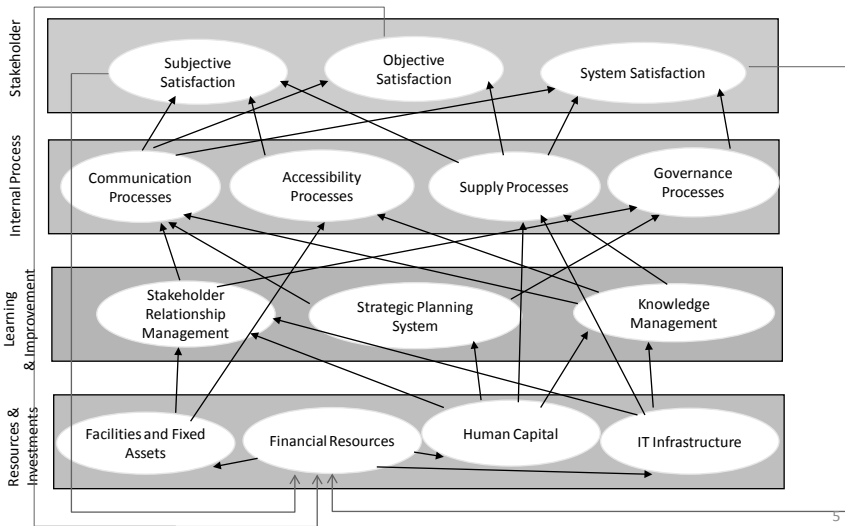 Stakeholder
Subjective
Satisfaction
Objective
Satisfaction
System Satisfaction
Internal Process
Communication
Processes
Accessibility
Processes
Supply Processes
Governance
Processes
Learning
& Improvement
Stakeholder
Relationship
Management
Strategic Planning
System
Knowledge
Management
Resources &
Investments
Facilities and Fixed
Assets
Financial Resources
Human Capital
IT Infrastructure
5